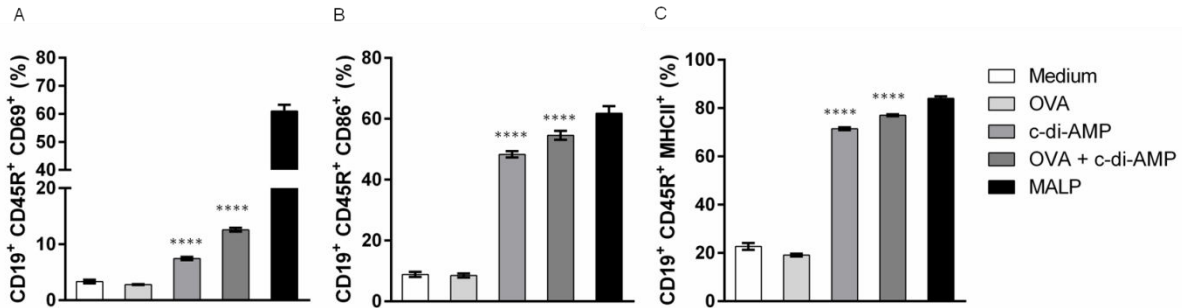 A
CD19⁺ CD45R⁺ CD69⁺ (%)
80
70
60
50
40
20
10
0
****
****
B
CD19⁺ CD45R⁺ CD86⁺ (%)
80
60
40
20
0
****
****
C
CD19⁺ CD45R⁺ MHCII⁺ (%)
100
80
60
40
20
0
****
****
Medium
OVA
c-di-AMP
OVA + c-di-AMP
MALP